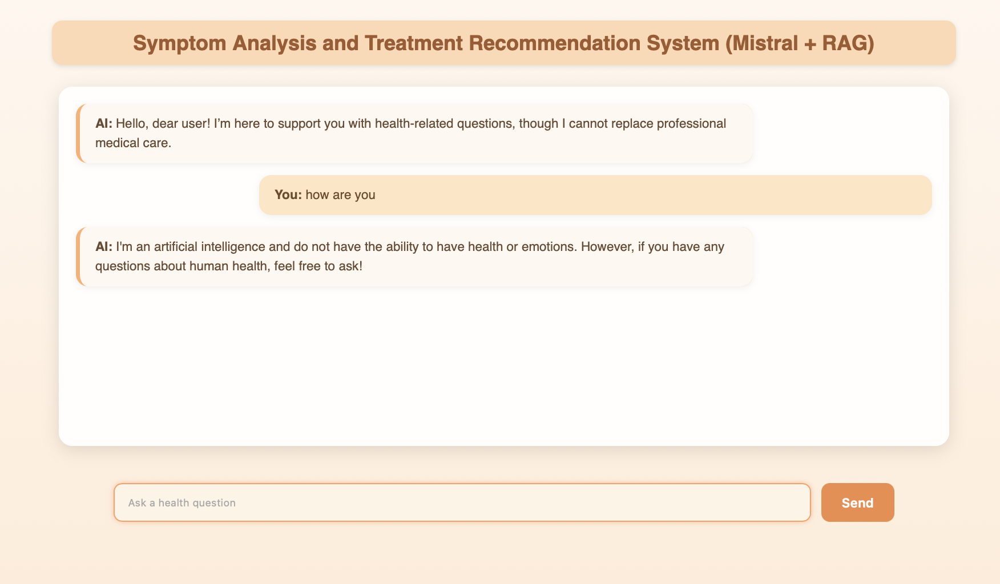 Symptom Analysis and Treatment Recommendation System (Mistral + RAG)
AI: Hello, dear user! I’m here to support you with health-related questions, though I cannot replace professional
medical care.
You: how are you
AI: I'm an artificial intelligence and do not have the ability to have health or emotions. However, if you have any
questions about human health, feel free to ask!
Ask a health question
Send